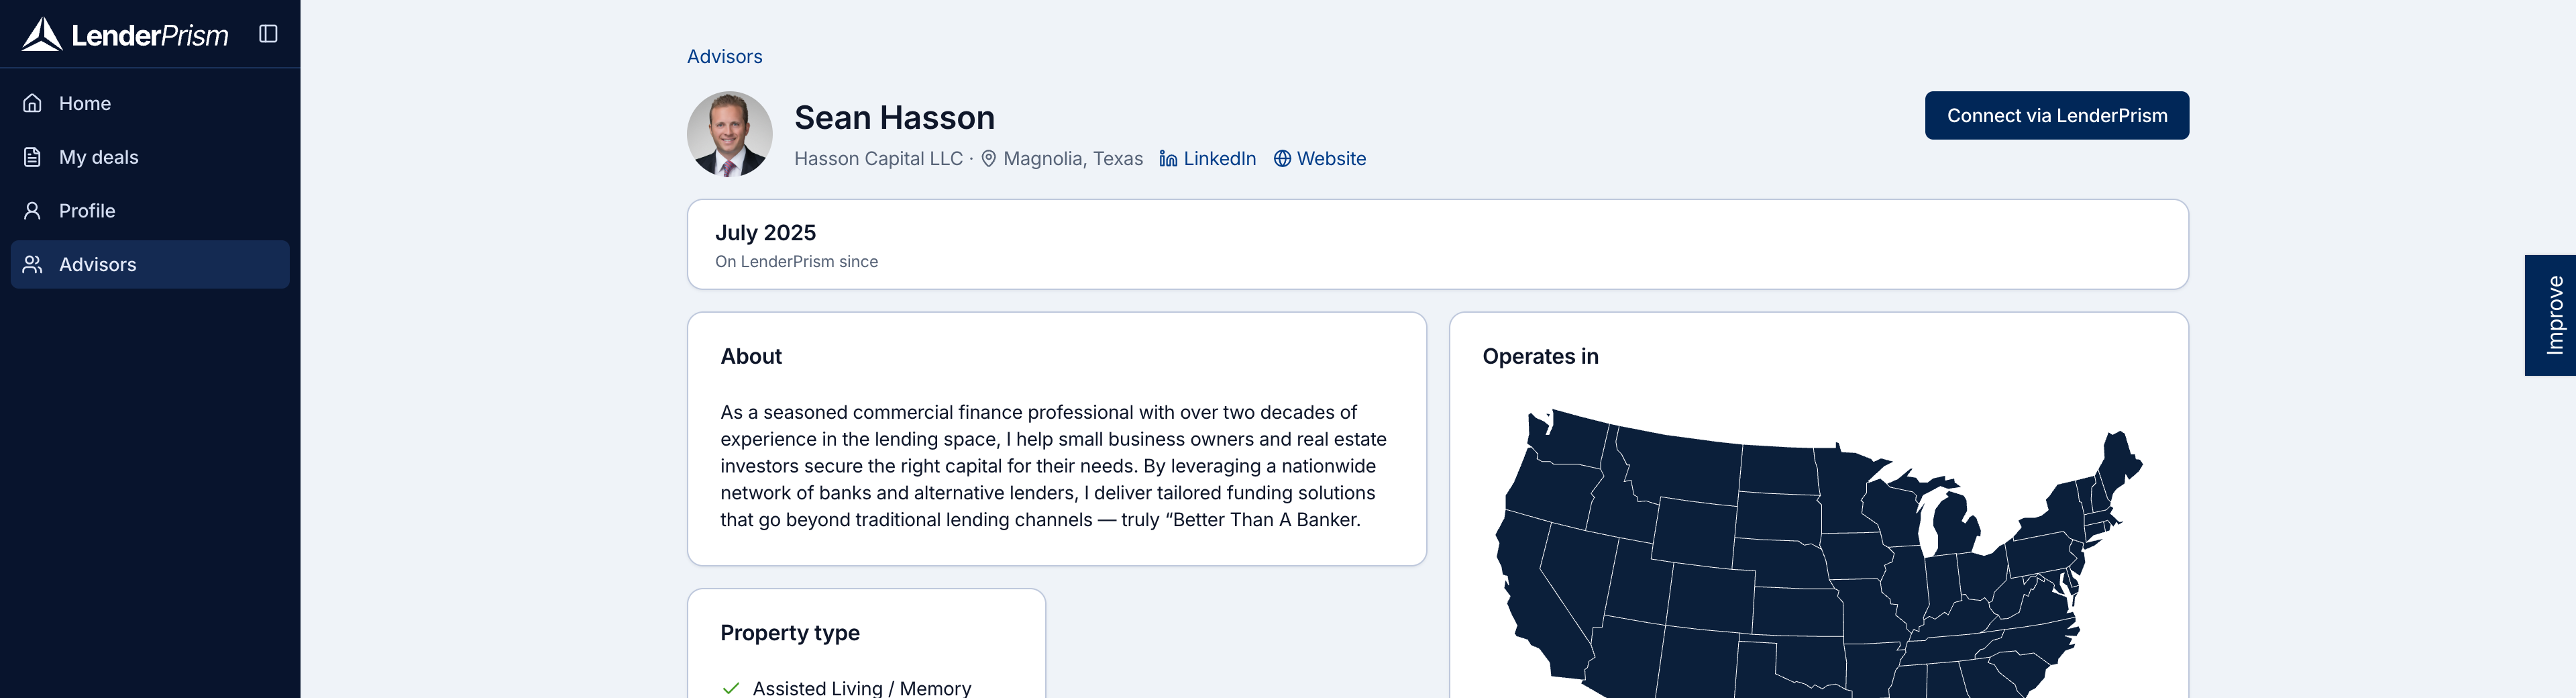 LenderPrism
Home
My deals
Profile
Advisors
Advisors
Sean Hasson
Hasson Capital LLC · Magnolia, Texas LinkedIn Website
Connect via LenderPrism
July 2025
On LenderPrism since
About
As a seasoned commercial finance professional with over two decades of
experience in the lending space, I help small business owners and real estate
investors secure the right capital for their needs. By leveraging a nationwide
network of banks and alternative lenders, I deliver tailored funding solutions
that go beyond traditional lending channels — truly “Better Than A Banker.
Property type
Assisted Living / Memory
Operates in
Improve